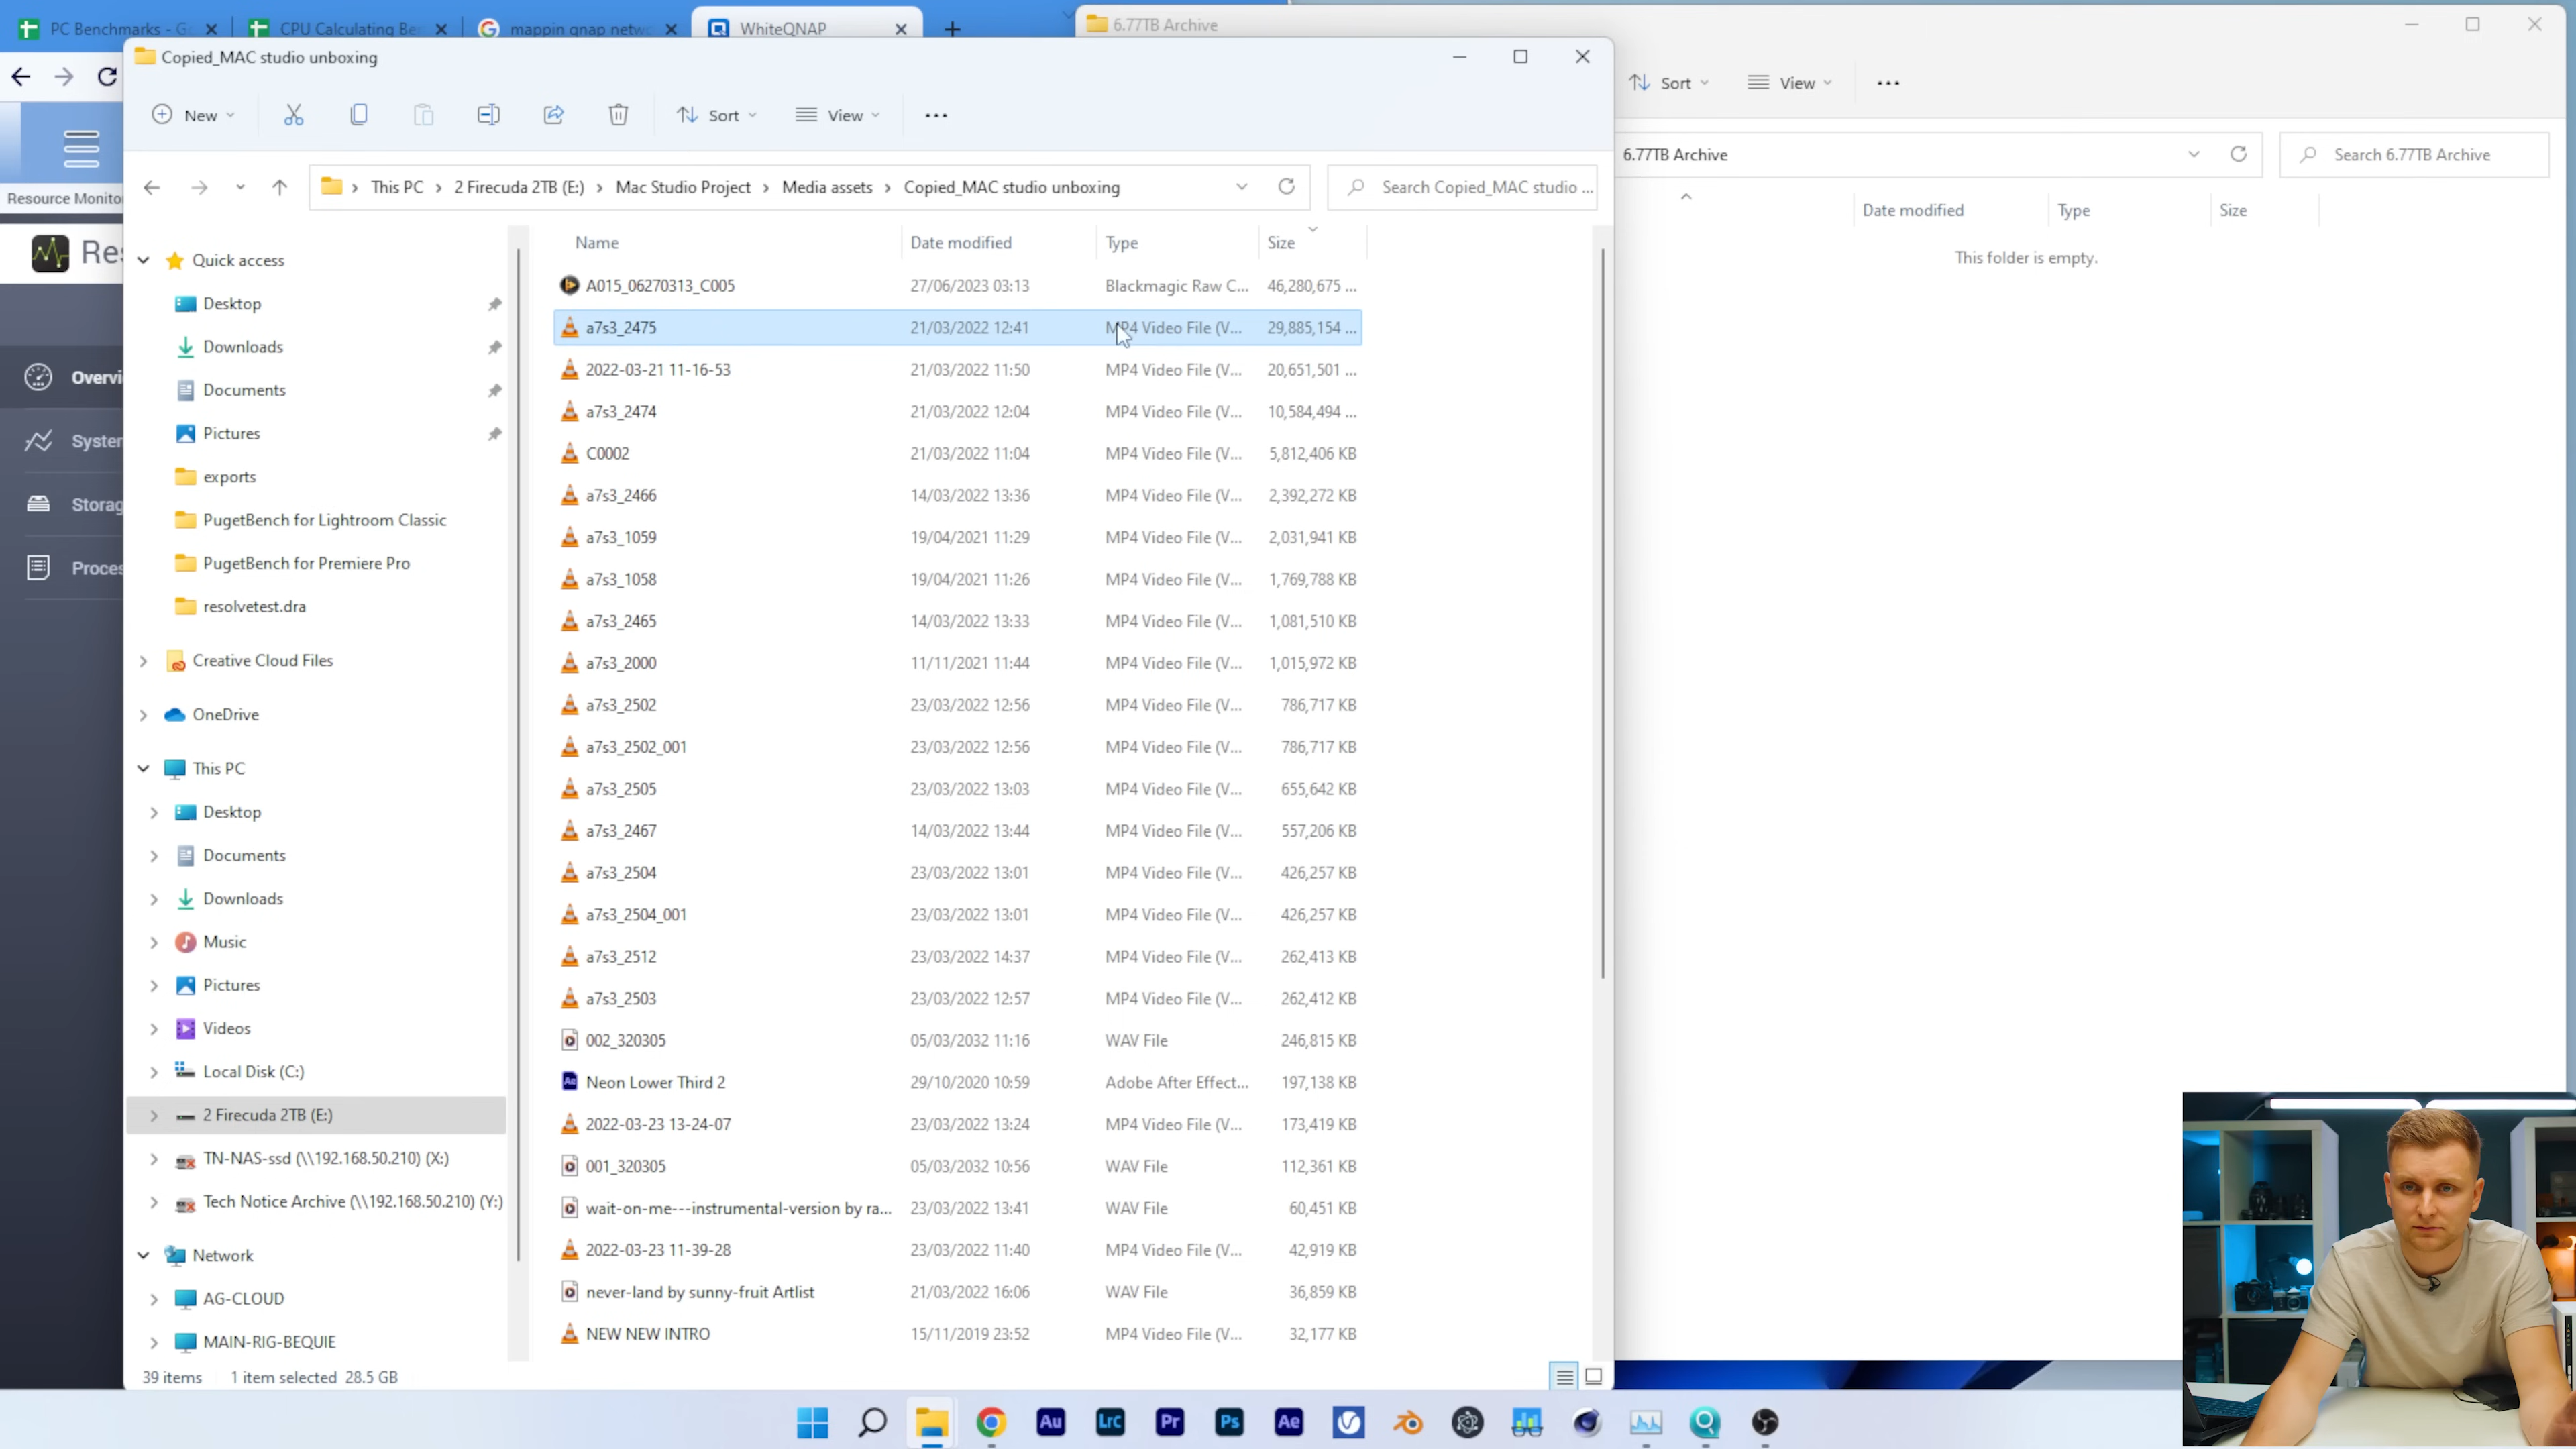 PC Benchmarks - Go
CPU Calculating Ben
mappin qnap netwo
WhiteQNAP
6.77TB Archive
Copied_MAC studio unboxing
New
Sort
View
Sort
View
This PC
2 Firecuda 2TB (E:)
Mac Studio Project
Media assets
Copied_MAC studio unboxing
Search Copied_MAC studio ...
6.77TB Archive
Search 6.77TB Archive
Resource Monito
Res
Overvi
System
Storag
Proces
Quick access
Desktop
Downloads
Documents
Pictures
exports
PugetBench for Lightroom Classic
PugetBench for Premiere Pro
resolvetest.dra
Creative Cloud Files
OneDrive
This PC
Desktop
Documents
Downloads
Music
Pictures
Videos
Local Disk (C:)
2 Firecuda 2TB (E:)
TN-NAS-ssd (\\192.168.50.210) (X:)
Tech Notice Archive (\\192.168.50.210) (Y:)
Network
AG-CLOUD
MAIN-RIG-BEQUIE
Name Date modified Type Size
A015_06270313_C005 27/06/2023 03:13 Blackmagic Raw C... 46,280,675 ...
a7s3_2475 21/03/2022 12:41 MP4 Video File (V... 29,885,154 ...
2022-03-21 11-16-53 21/03/2022 11:50 MP4 Video File (V... 20,651,501 ...
a7s3_2474 21/03/2022 12:04 MP4 Video File (V... 10,584,494 ...
C0002 21/03/2022 11:04 MP4 Video File (V... 5,812,406 KB
a7s3_2466 14/03/2022 13:36 MP4 Video File (V... 2,392,272 KB
a7s3_1059 19/04/2021 11:29 MP4 Video File (V... 2,031,941 KB
a7s3_1058 19/04/2021 11:26 MP4 Video File (V... 1,769,788 KB
a7s3_2465 14/03/2022 13:33 MP4 Video File (V... 1,081,510 KB
a7s3_2000 11/11/2021 11:44 MP4 Video File (V... 1,015,972 KB
a7s3_2502 23/03/2022 12:56 MP4 Video File (V... 786,717 KB
a7s3_2502_001 23/03/2022 12:56 MP4 Video File (V... 786,717 KB
a7s3_2505 23/03/2022 13:03 MP4 Video File (V... 655,642 KB
a7s3_2467 14/03/2022 13:44 MP4 Video File (V... 557,206 KB
a7s3_2504 23/03/2022 13:01 MP4 Video File (V... 426,257 KB
a7s3_2504_001 23/03/2022 13:01 MP4 Video File (V... 426,257 KB
a7s3_2512 23/03/2022 14:37 MP4 Video File (V... 262,413 KB
a7s3_2503 23/03/2022 12:57 MP4 Video File (V... 262,412 KB
002_320305 05/03/2032 11:16 WAV File 246,815 KB
Neon Lower Third 2 29/10/2020 10:59 Adobe After Effect... 197,138 KB
2022-03-23 13-24-07 23/03/2022 13:24 MP4 Video File (V... 173,419 KB
001_320305 05/03/2032 10:56 WAV File 112,361 KB
wait-on-me---instrumental-version by ra... 23/03/2022 13:41 WAV File 60,451 KB
2022-03-23 11-39-28 23/03/2022 11:40 MP4 Video File (V... 42,919 KB
never-land by sunny-fruit Artlist 21/03/2022 16:06 WAV File 36,859 KB
NEW NEW INTRO 15/11/2019 23:52 MP4 Video File (V... 32,177 KB
39 items 1 item selected 28.5 GB
Date modified Type Size
This folder is empty.
Au LrC Pr Ps Ae